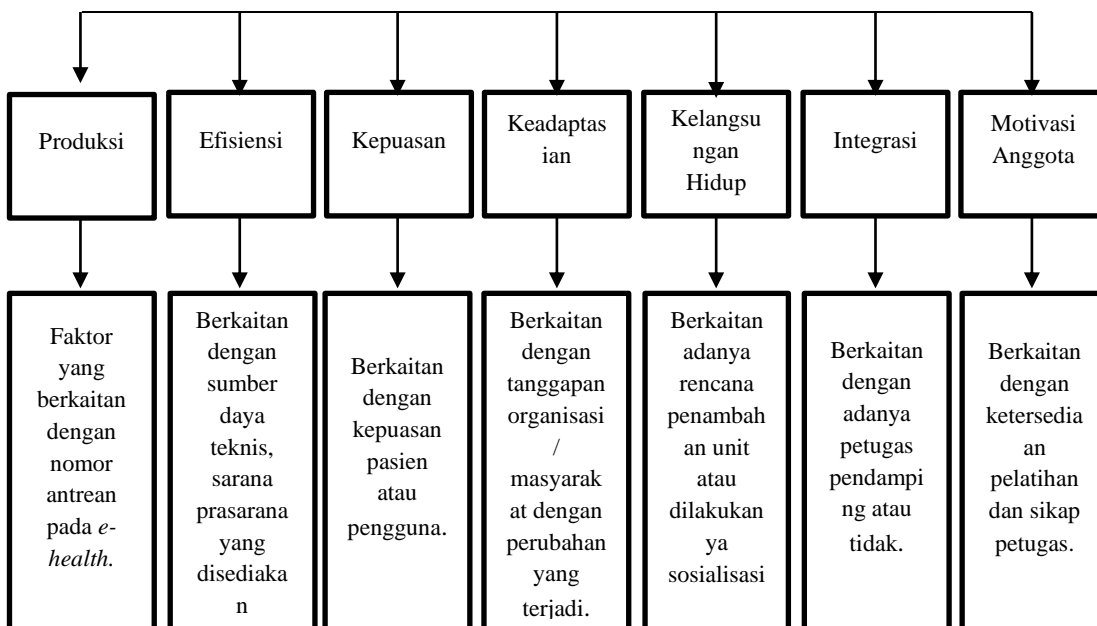 Produksi
Efisiensi
Kepuasan
Keadaptas
ian
Kelangsu
ngan
Hidup
Integrasi
Motivasi
Anggota
Faktor
yang
berkaitan
dengan
nomor
antrean
pada e-
health.
Berkaitan
dengan
sumber
daya
teknis,
sarana
prasarana
yang
disediaka
n
Berkaitan
dengan
kepuasan
pasien
atau
pengguna.
Berkaitan
dengan
tanggapan
organisasi
/
masyarak
at dengan
perubahan
yang
terjadi.
Berkaitan
adanya
rencana
penambah
an unit
atau
dilakukan
ya
sosialisasi
Berkaitan
dengan
adanya
petugas
pendampi
ng atau
tidak.
Berkaitan
dengan
ketersedia
an
pelatihan
dan sikap
petugas.